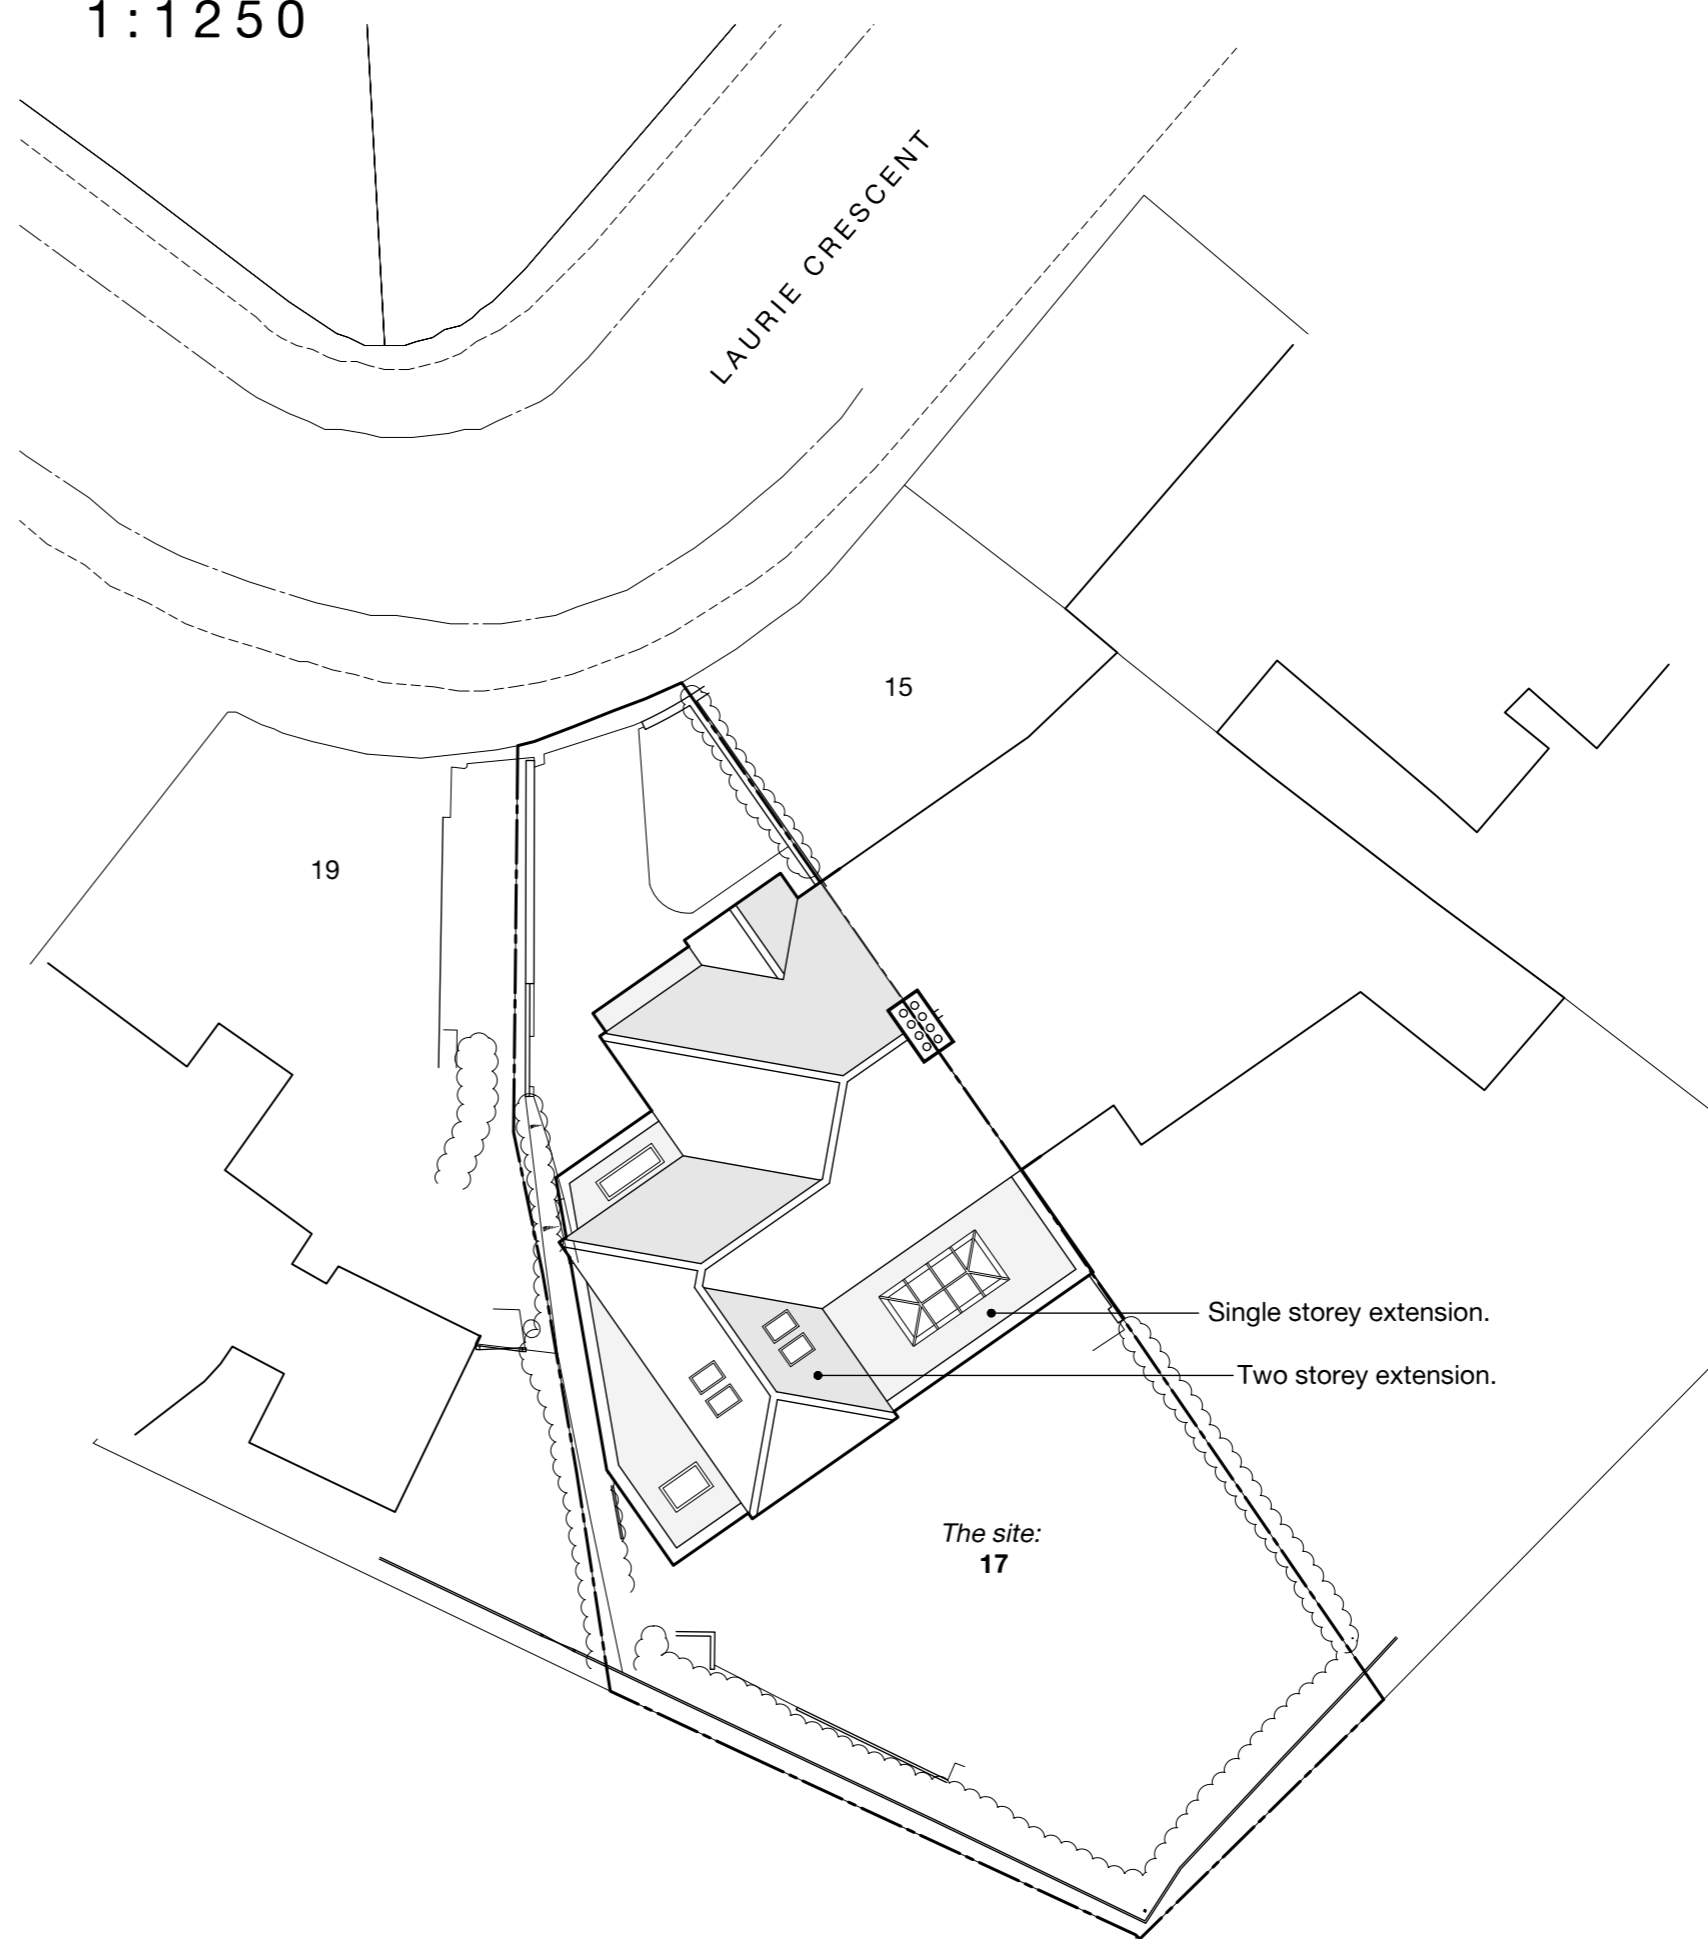 1:1250
LAURIE CRESCENT
15
19
Single storey extension.
Two storey extension.
The site:
17